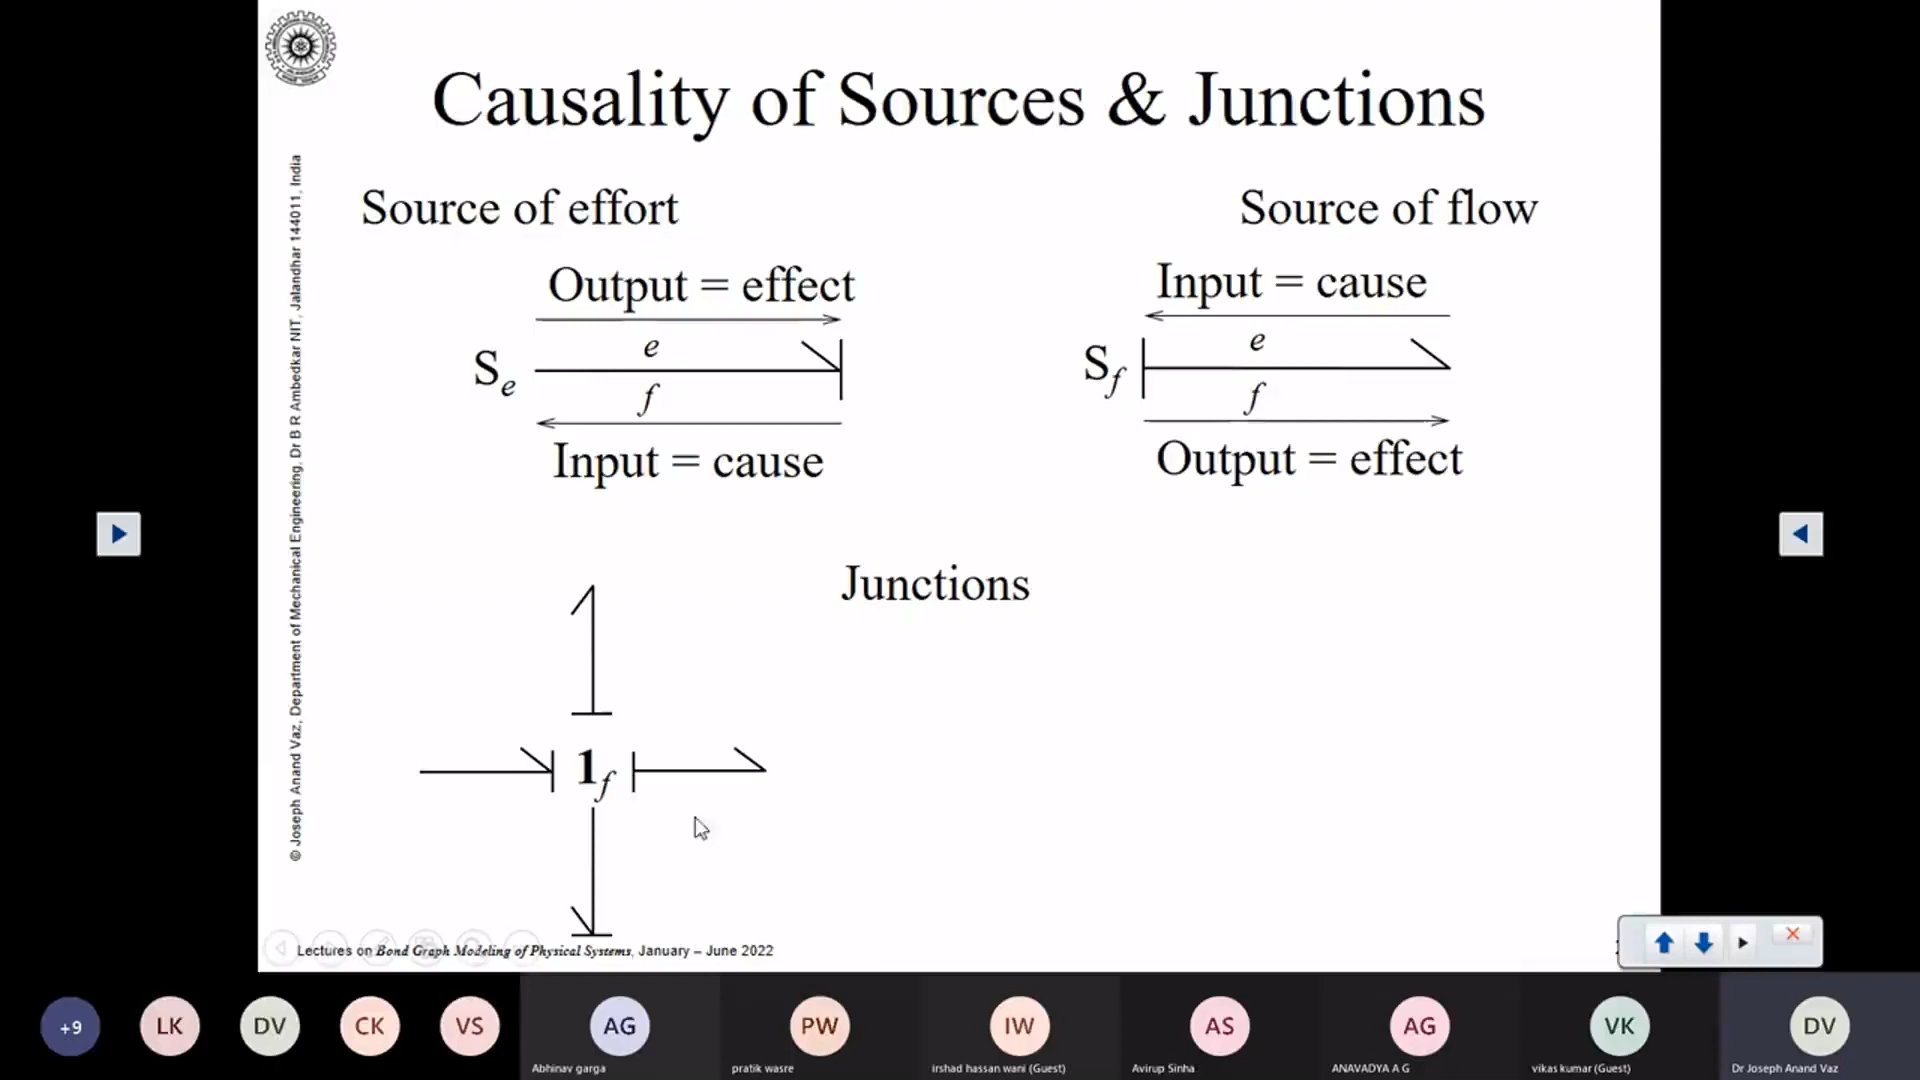 Causality of Sources & Junctions
Source of effort
Source of flow
Output = effect
Input = cause
Se
e
f
Sf
e
f
Input = cause
Output = effect
Junctions
1f
© Joseph Anand Vaz, Department of Mechanical Engineering, Dr B R Ambedkar NIT, Jalandhar 144011, India
Lectures on Bond Graph Modeling of Physical Systems, January – June 2022
+9
LK
DV
CK
VS
AG
PW
IW
AS
AG
VK
DV
Abhinav garga
pratik wasre
irshad hassan wani (Guest)
Avirup Sinha
ANAVADYA A G
vikas kumar (Guest)
Dr Joseph Anand Vaz